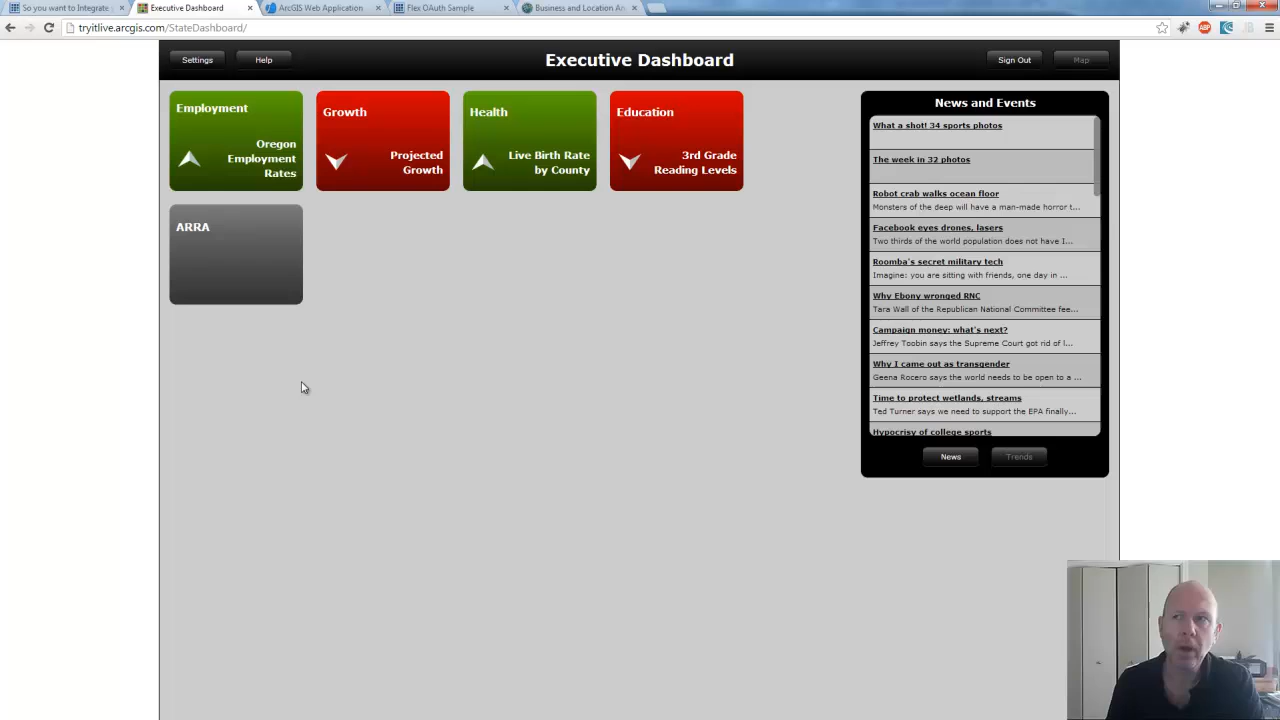 So you want to Integrate
Executive Dashboard
ArcGIS Web Application
Flex OAuth Sample
Business and Location An
tryitlive.arcgis.com/StateDashboard/
ABP
Settings
Help
Executive Dashboard
Sign Out
Map
Employment
Oregon
Employment
Rates
Growth
Projected
Growth
Health
Live Birth Rate
by County
Education
3rd Grade
Reading Levels
ARRA
News and Events
What a shot! 34 sports photos
The week in 32 photos
Robot crab walks ocean floor
Monsters of the deep will have a man-made horror t...
Facebook eyes drones, lasers
Two thirds of the world population does not have I...
Roomba's secret military tech
Imagine: you are sitting with friends, one day in ...
Why Ebony wronged RNC
Tara Wall of the Republican National Committee fee...
Campaign money: what's next?
Jeffrey Toobin says the Supreme Court got rid of l...
Why I came out as transgender
Geena Rocero says the world needs to be open to a ...
Time to protect wetlands, streams
Ted Turner says we need to support the EPA finally...
Hypocrisy of college sports
News
Trends